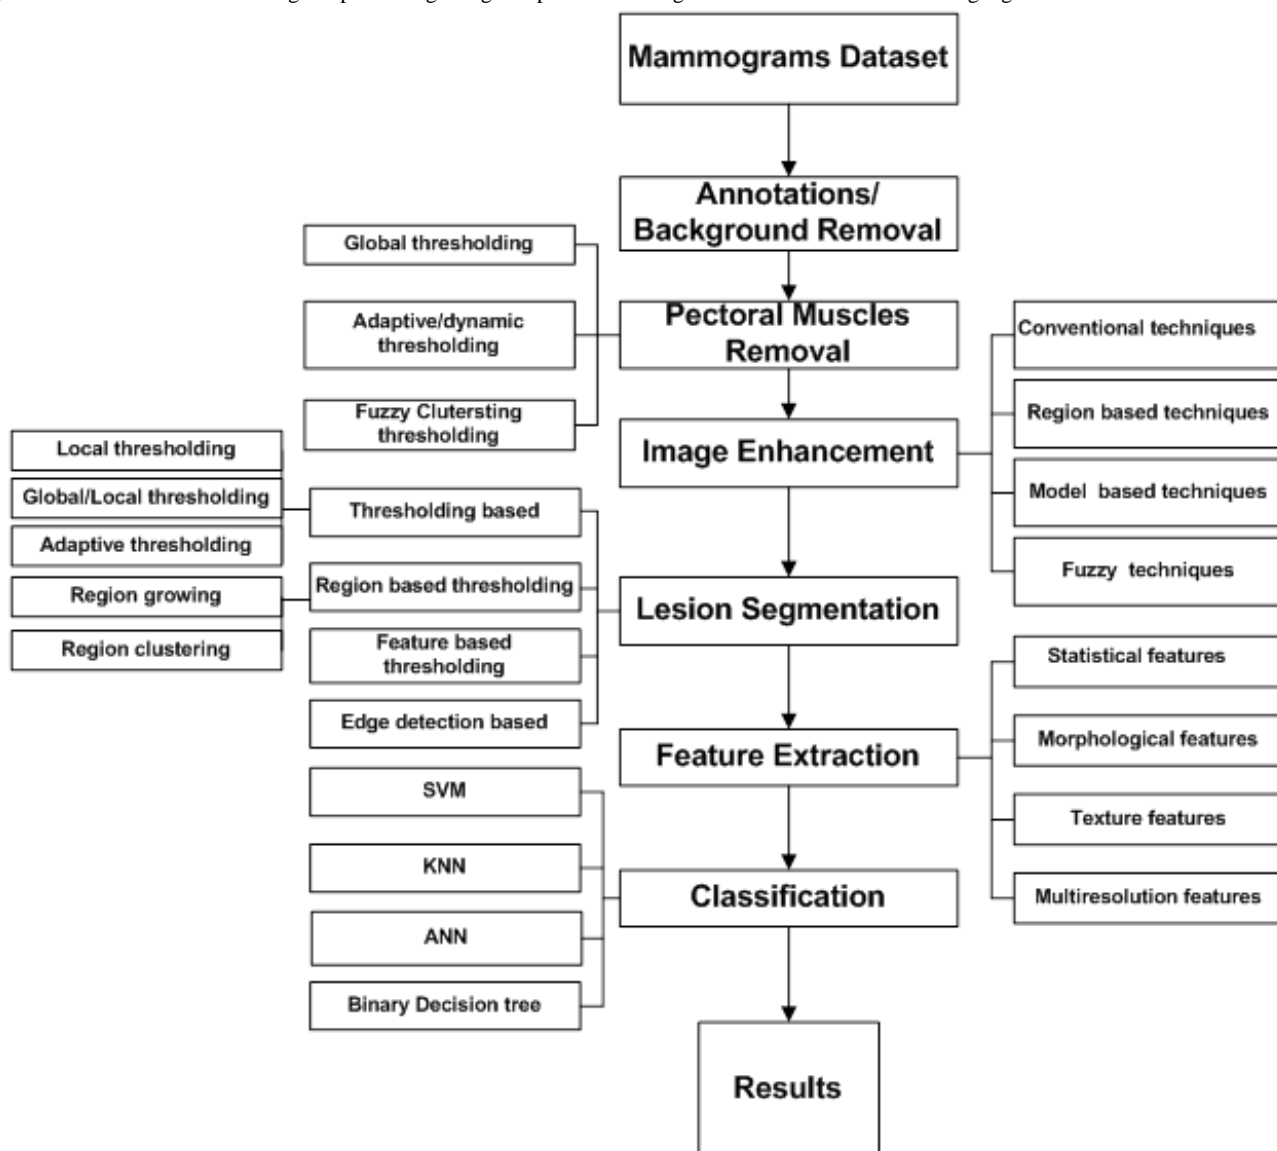 Mammograms Dataset
Annotations/
Background Removal
Global thresholding
Adaptive/dynamic
thresholding
Fuzzy Clutersting
thresholding
Pectoral Muscles
Removal
Conventional techniques
Region based techniques
Model based techniques
Fuzzy techniques
Image Enhancement
Local thresholding
Global/Local thresholding
Adaptive thresholding
Region growing
Region clustering
Thresholding based
Region based thresholding
Feature based
thresholding
Edge detection based
Lesion Segmentation
Statistical features
Morphological features
Texture features
Multiresolution features
Feature Extraction
SVM
KNN
ANN
Binary Decision tree
Classification
Results